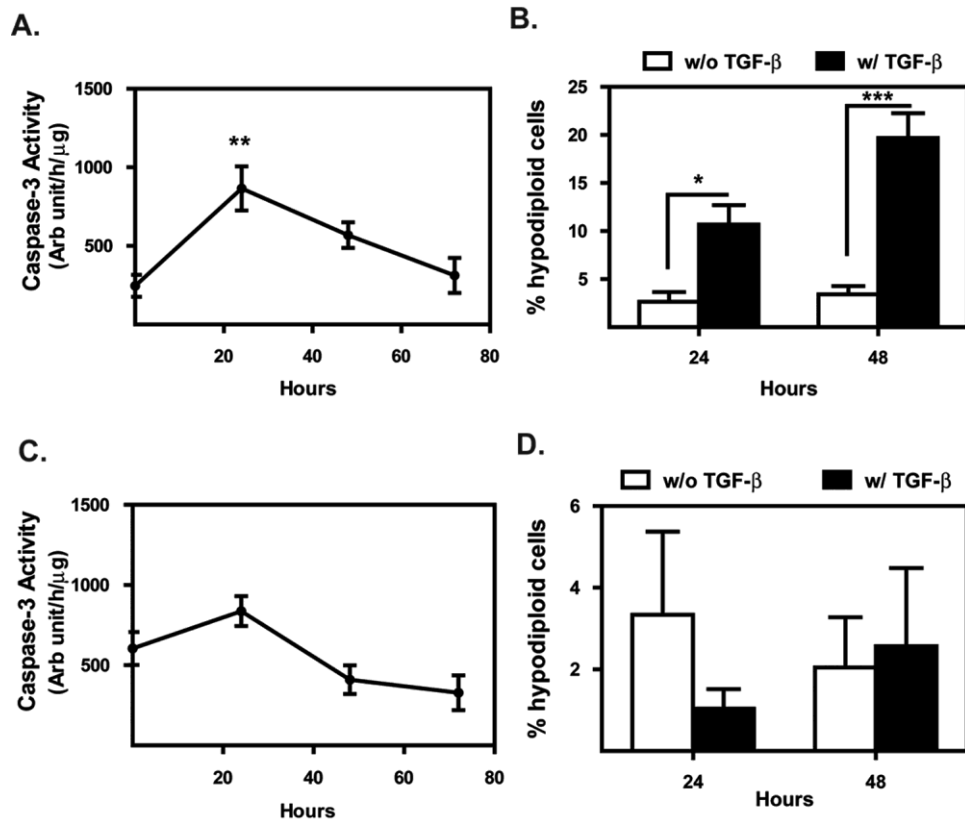 A.
Caspase-3 Activity
(Arb unit/h/μg)
1500
1000
500
**
20
40
60
80
Hours
B.
w/o TGF-β
w/ TGF-β
% hypodiploid cells
25
20
15
10
5
*
***
24
48
Hours
C.
Caspase-3 Activity
(Arb unit/h/μg)
1500
1000
500
20
40
60
80
Hours
D.
w/o TGF-β
w/ TGF-β
% hypodiploid cells
6
4
2
24
48
Hours